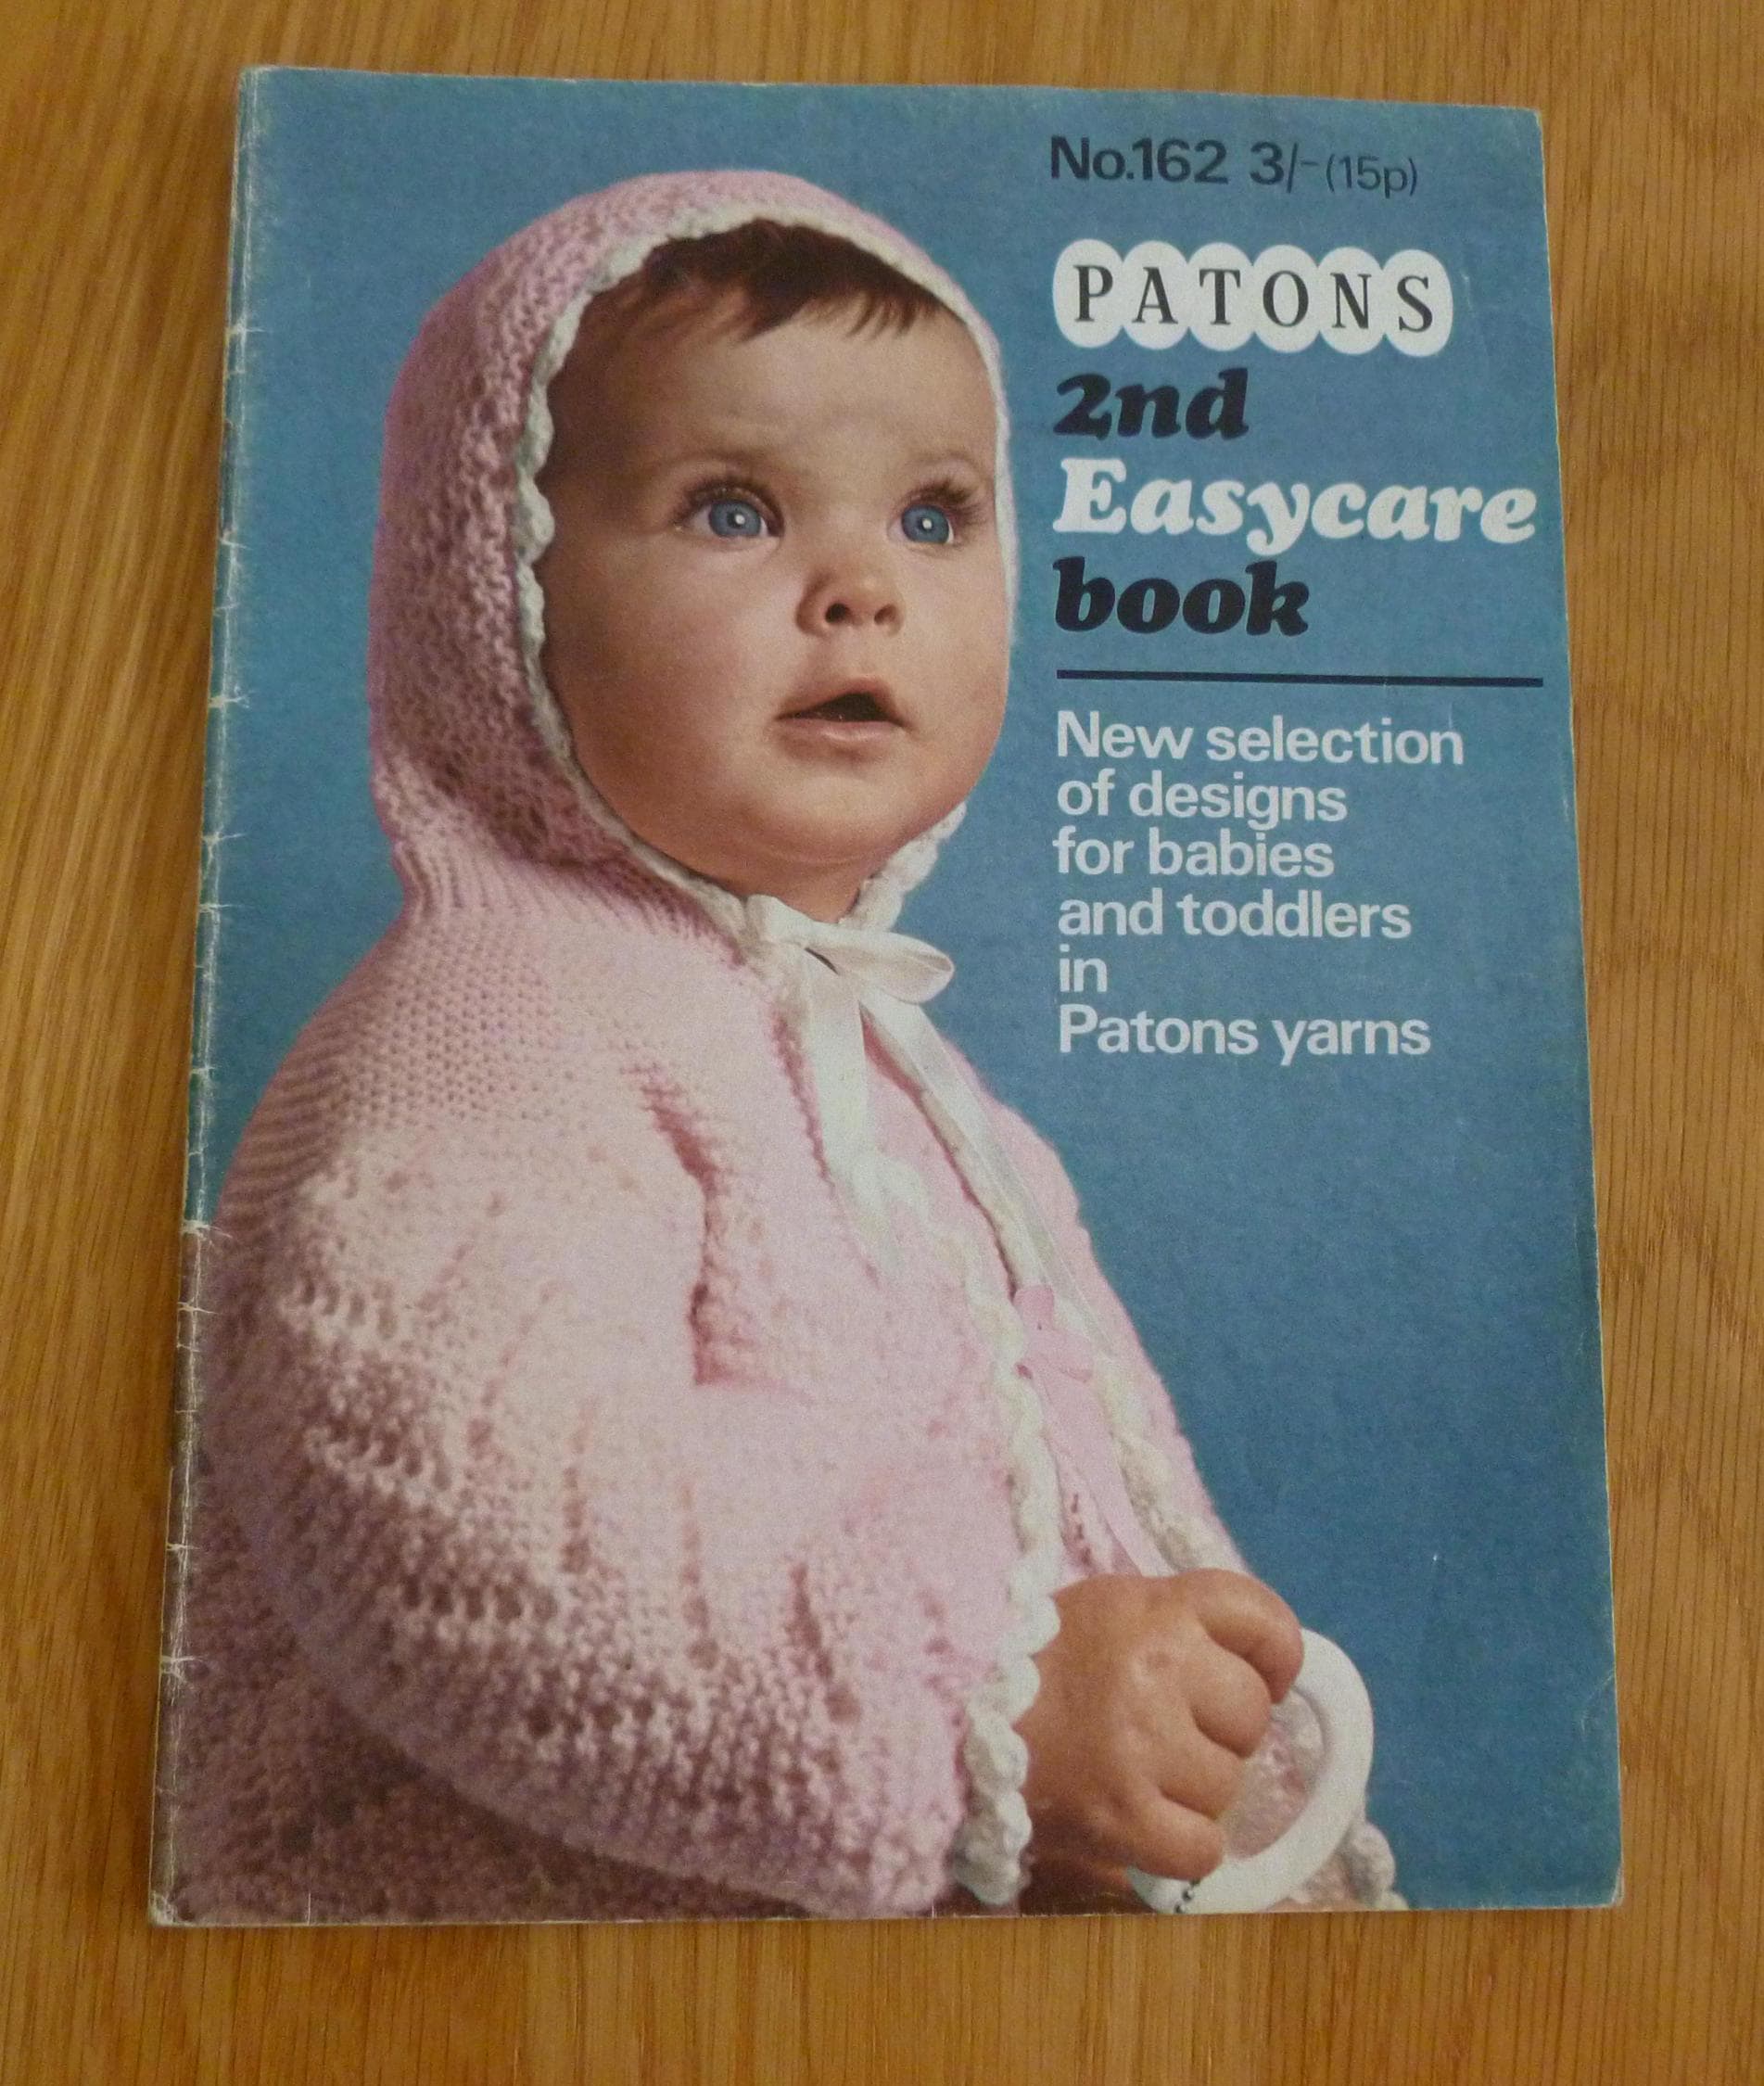 No.162 3/- (15p)
PATONS
2nd
Easycare
book
New selection
of designs
for babies
and toddlers
in
Patons yarns